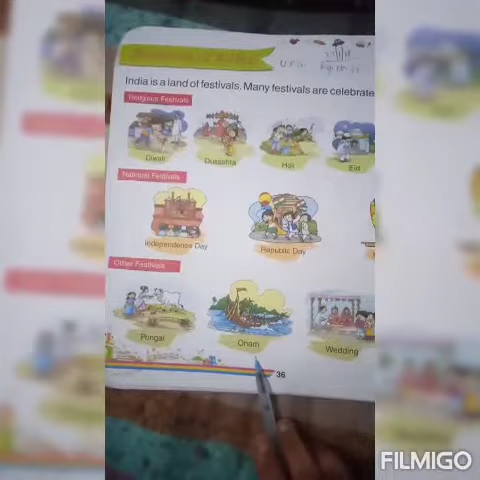 India is a land of festivals. Many festivals are celebrate
Religious Festivals
Diwali
Dussehra
Holi
Eid
National Festivals
Independence Day
Republic Day
Other Festivals
Pongal
Onam
Wedding
36
FILMIGO